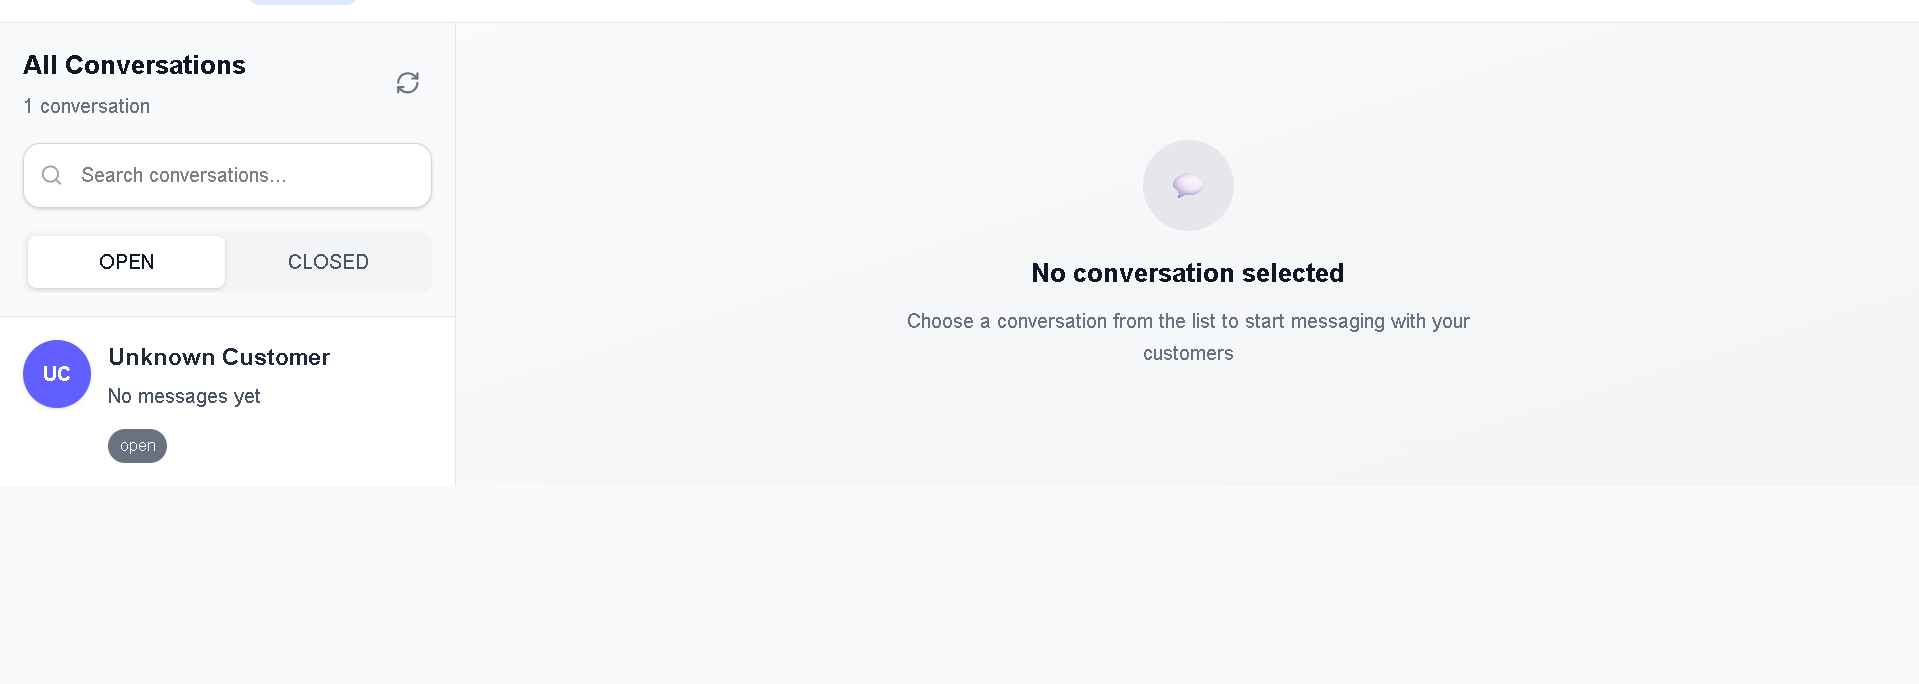 All Conversations
1 conversation
Search conversations...
OPEN
CLOSED
UC
Unknown Customer
No messages yet
open
No conversation selected
Choose a conversation from the list to start messaging with your
customers